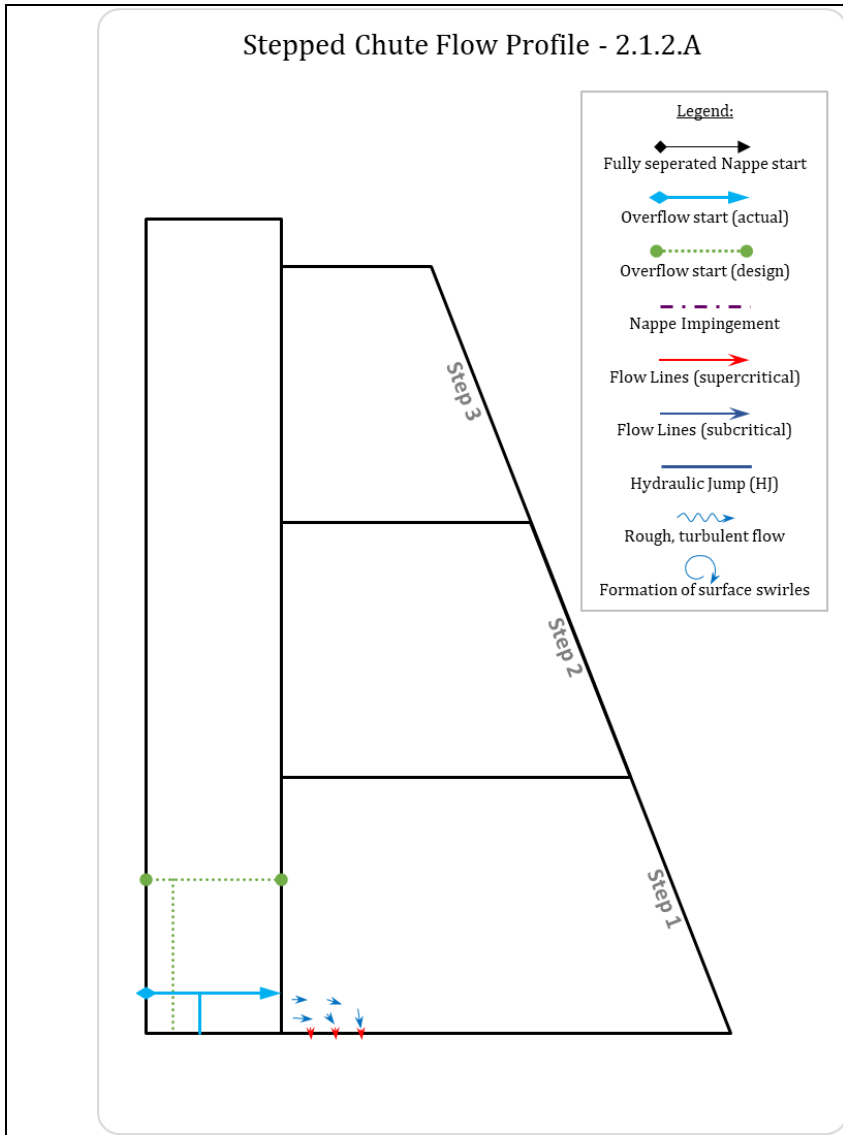 Stepped Chute Flow Profile - 2.1.2.A
Legend:
Fully seperated Nappe start
Overflow start (actual)
Overflow start (design)
Nappe Impingement
Flow Lines (supercritical)
Flow Lines (subcritical)
Hydraulic Jump (HJ)
Rough, turbulent flow
Formation of surface swirles
Step 3
Step 2
Step 1